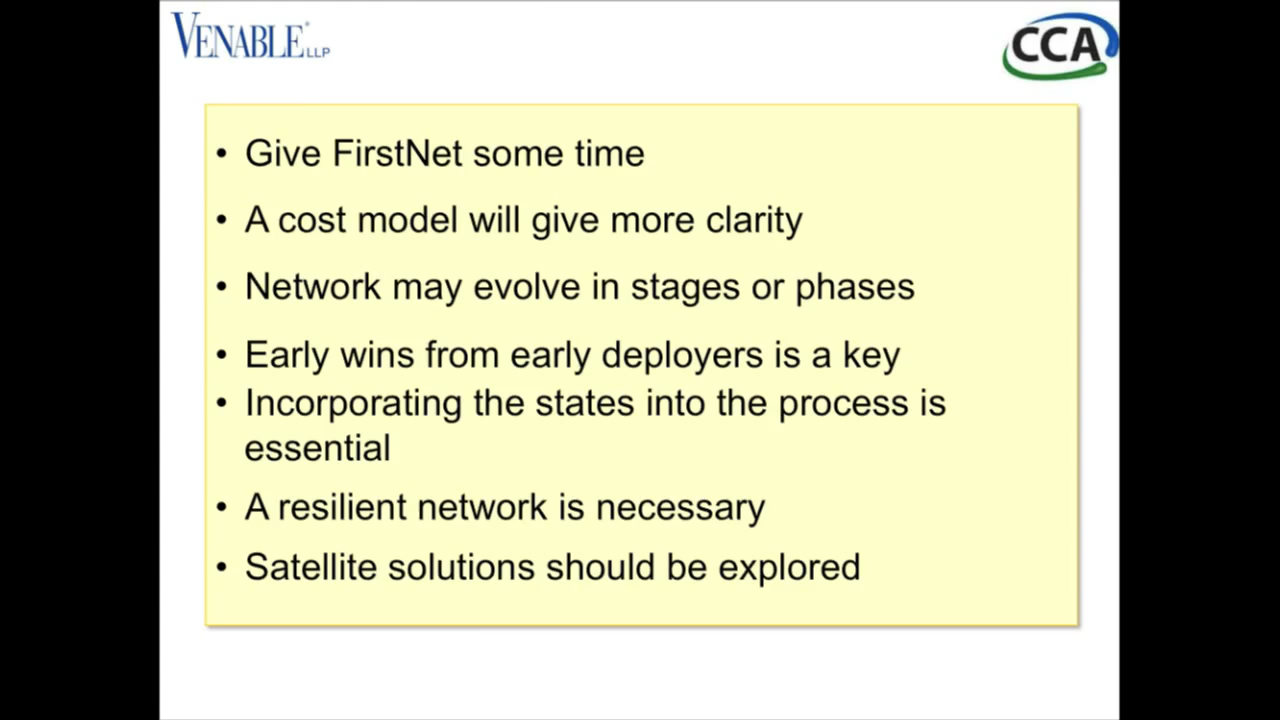 VENABLE® LLP
CCA
• Give FirstNet some time
• A cost model will give more clarity
• Network may evolve in stages or phases
• Early wins from early deployers is a key
• Incorporating the states into the process is
essential
• A resilient network is necessary
• Satellite solutions should be explored